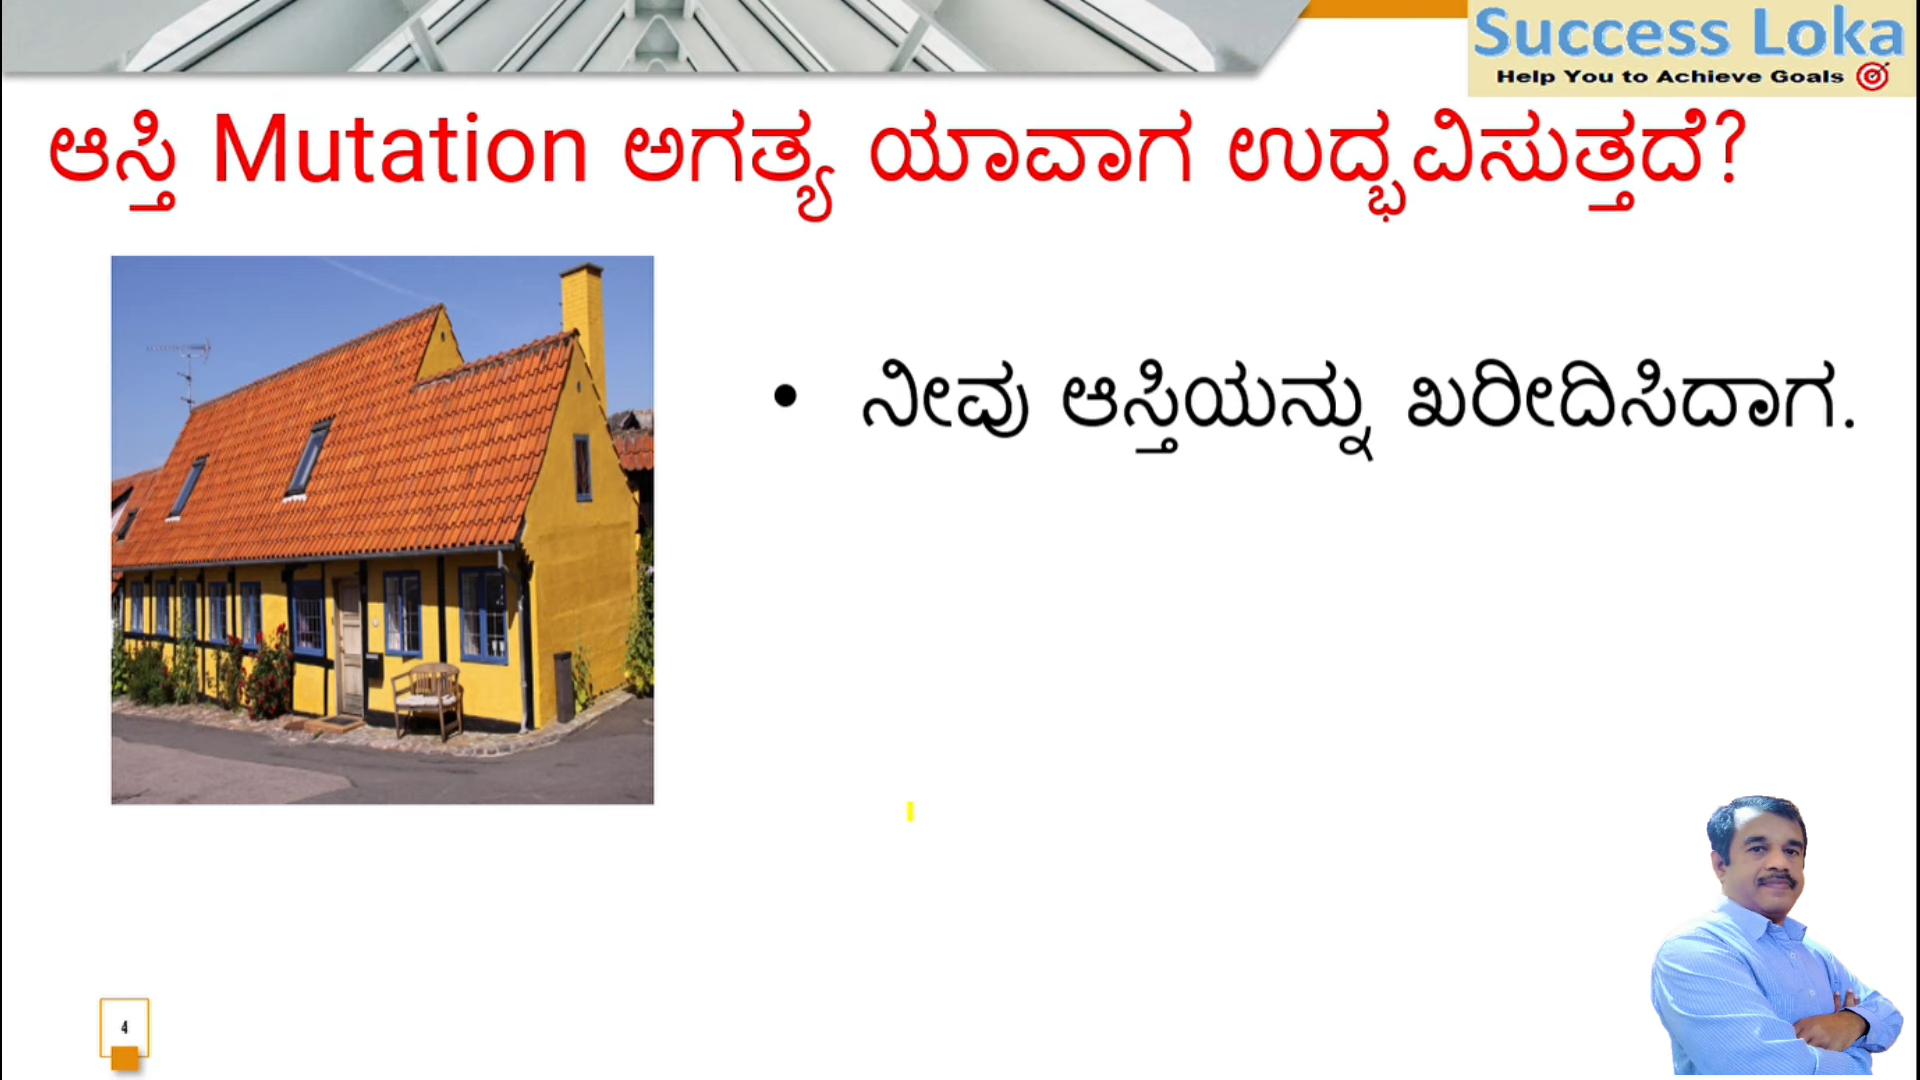 Success Loka
Help You to Achieve Goals
ಆಸ್ತಿ Mutation ಅಗತ್ಯ ಯಾವಾಗ ಉದ್ಭವಿಸುತ್ತದೆ?
• ನೀವು ಆಸ್ತಿಯನ್ನು ಖರೀದಿಸಿದಾಗ.
4